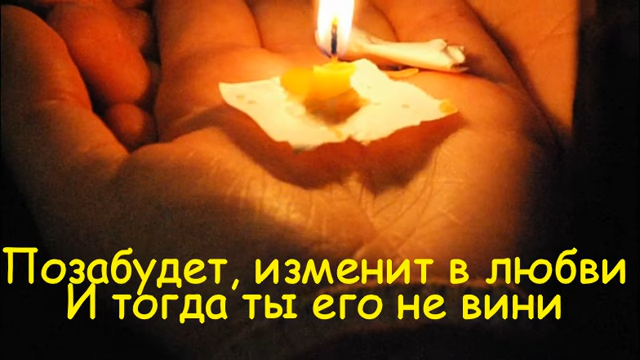 Позабудет, изменит в любви
И тогда ты его не вини